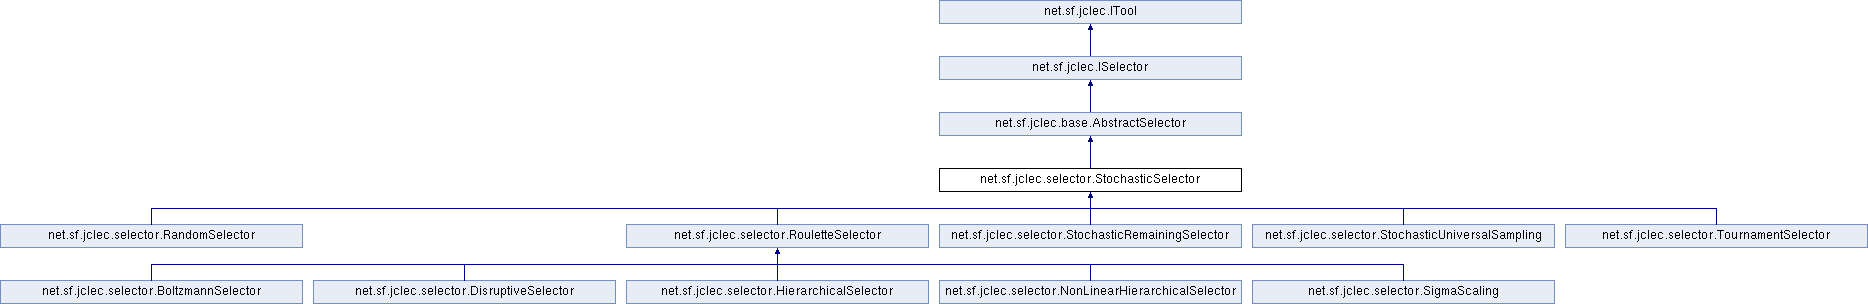 net.sf.jclec.ITool
net.sf.jclec.ISelector
net.sf.jclec.base.AbstractSelector
net.sf.jclec.selector.StochasticSelector
net.sf.jclec.selector.RandomSelector
net.sf.jclec.selector.RouletteSelector
net.sf.jclec.selector.StochasticRemainingSelector
net.sf.jclec.selector.StochasticUniversalSampling
net.sf.jclec.selector.TournamentSelector
net.sf.jclec.selector.BoltzmannSelector
net.sf.jclec.selector.DisruptiveSelector
net.sf.jclec.selector.HierarchicalSelector
net.sf.jclec.selector.NonLinearHierarchicalSelector
net.sf.jclec.selector.SigmaScaling